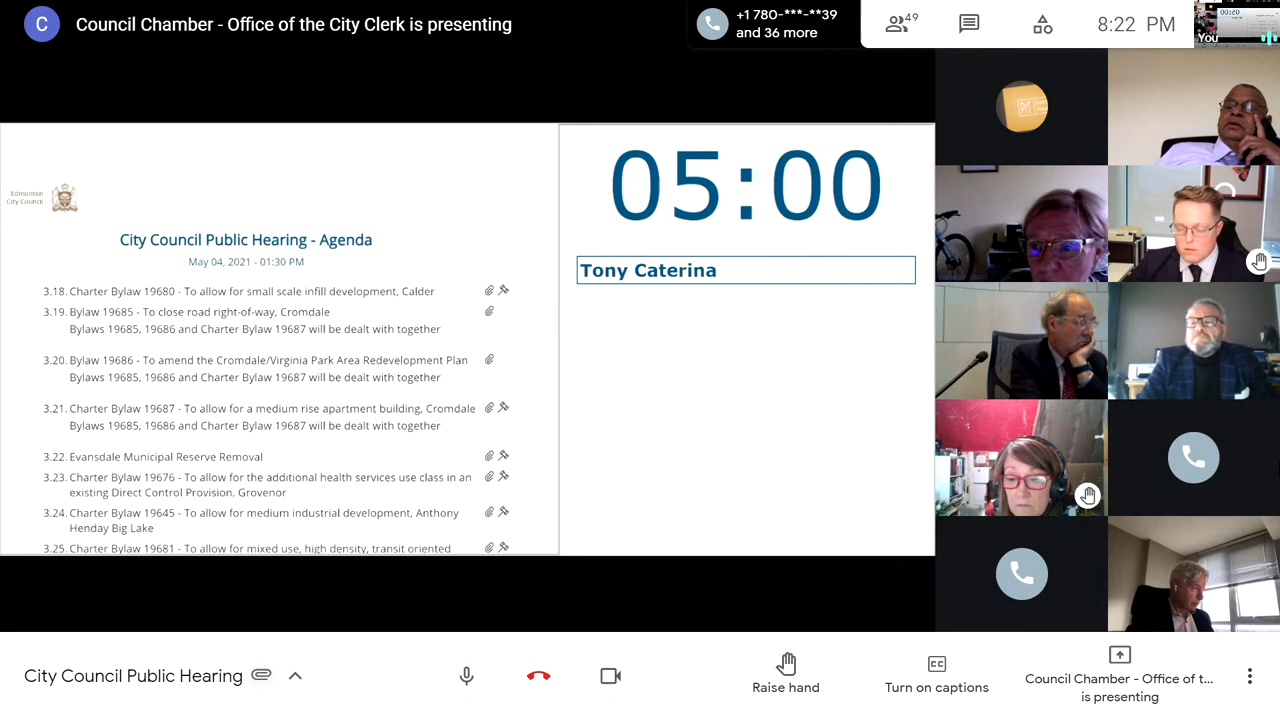 C
Council Chamber - Office of the City Clerk is presenting
+1 780-***-**39
and 36 more
49
8:22 PM
05:00
You
Edmonton
City Council
City Council Public Hearing - Agenda
May 04, 2021 - 01:30 PM
3.18. Charter Bylaw 19680 - To allow for small scale infill development, Calder
3.19. Bylaw 19685 - To close road right-of-way, Cromdale
Bylaws 19685, 19686 and Charter Bylaw 19687 will be dealt with together
3.20. Bylaw 19686 - To amend the Cromdale/Virginia Park Area Redevelopment Plan
Bylaws 19685, 19686 and Charter Bylaw 19687 will be dealt with together
3.21. Charter Bylaw 19687 - To allow for a medium rise apartment building, Cromdale
Bylaws 19685, 19686 and Charter Bylaw 19687 will be dealt with together
3.22. Evansdale Municipal Reserve Removal
3.23. Charter Bylaw 19676 - To allow for the additional health services use class in an
existing Direct Control Provision, Grovenor
3.24. Charter Bylaw 19645 - To allow for medium industrial development, Anthony
Henday Big Lake
3.25. Charter Bylaw 19681 - To allow for mixed use, high density, transit oriented
05:00
Tony Caterina
City Council Public Hearing
Raise hand
CC
Turn on captions
Council Chamber - Office of t...
is presenting